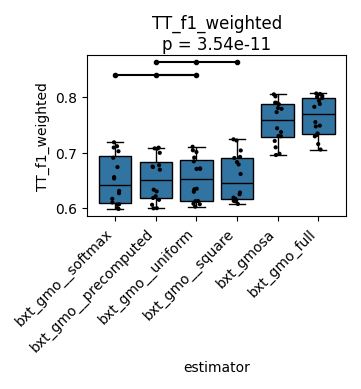 TT_f1_weighted
p = 3.54e-11
TT_f1_weighted
0.8
0.7
0.6
bxt_gmo__softmax
bxt_gmo__precomputed
bxt_gmo__uniform
bxt_gmo__square
bxt_gmosa
bxt_gmo_full
estimator